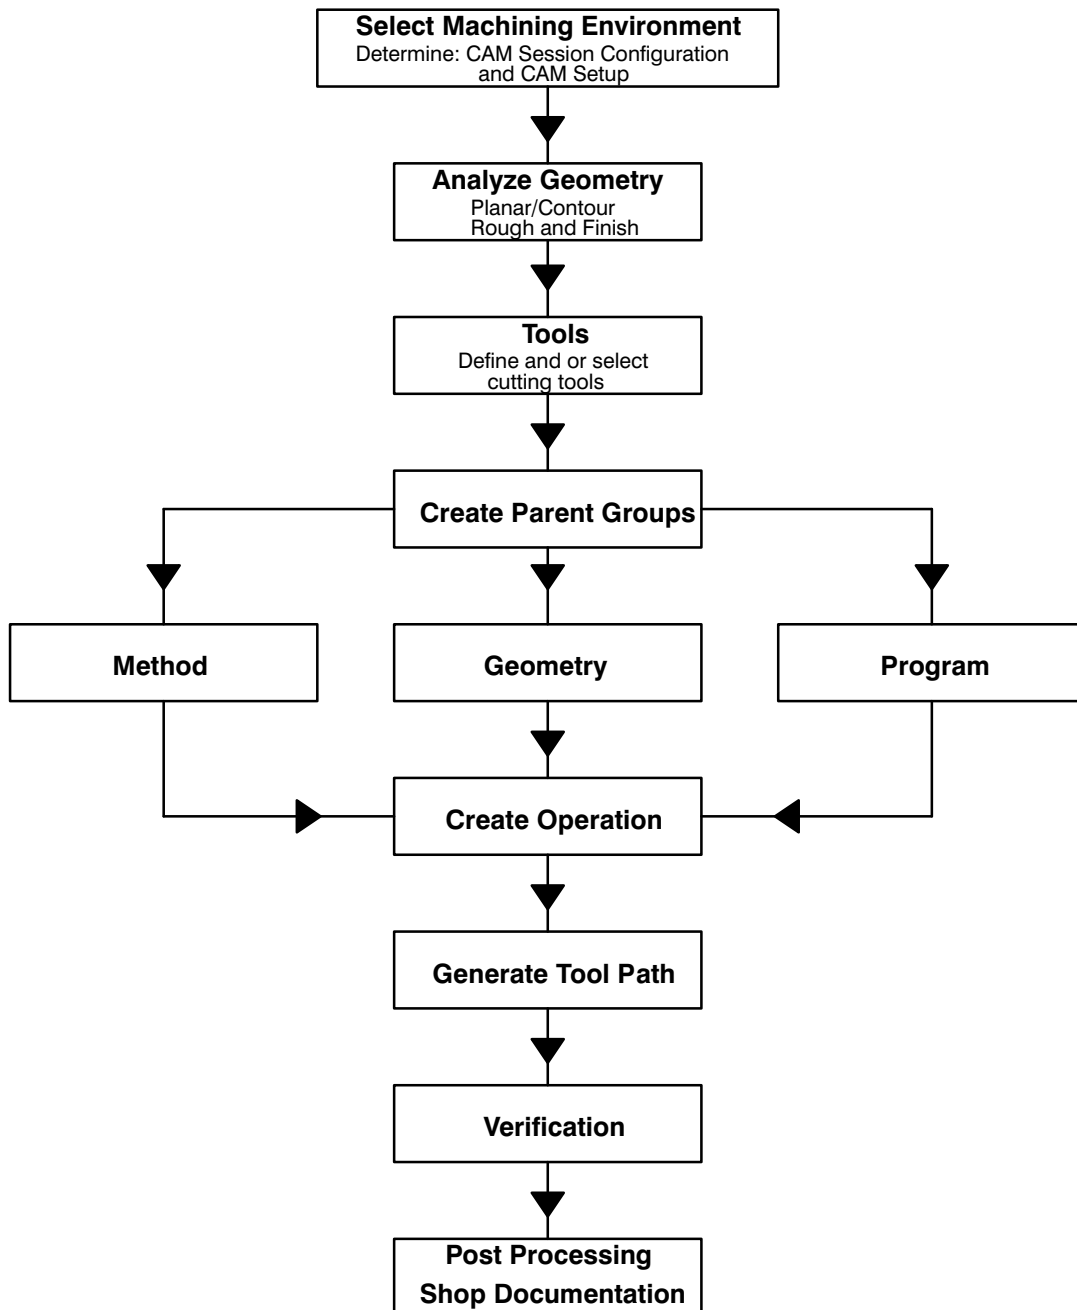 Select Machining Environment
Determine: CAM Session Configuration
and CAM Setup
Analyze Geometry
Planar/Contour
Rough and Finish
Tools
Define and or select
cutting tools
Create Parent Groups
Method
Geometry
Program
Create Operation
Generate Tool Path
Verification
Post Processing
Shop Documentation